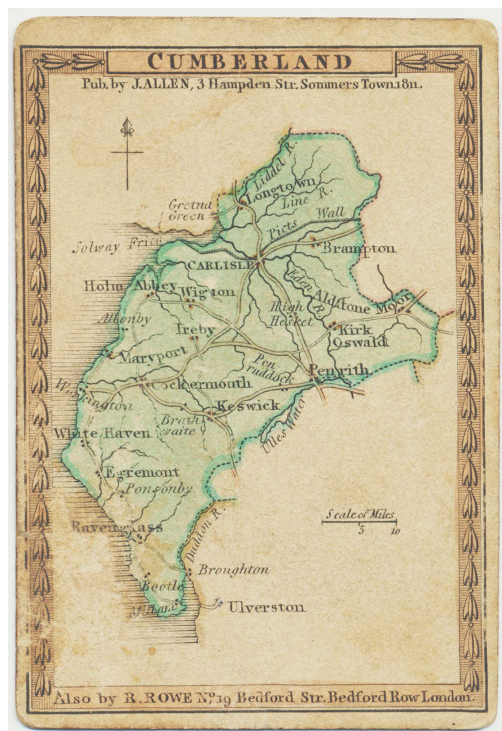 CUMBERLAND
Pub. by J. ALLEN, 3 Hampden Str. Sommers Town. 1811.
Liddel R.
Longtown
Line R.
Gretna
Green
Picts Wall
Solway Frith
Brampton
CARLISLE
Holm Abbey
Wigton
Eden R.
Aldstone Moor
High
Hesket
Allonby
Ireby
Kirk
Oswald
Maryport
Pen
ruddock
Penrith
Workington
Cockermouth
Keswick
Brath
waite
Ulles Water
White Haven
Egremont
Ponsonby
Scale of Miles
5 10
Ravenglass
Duddon R.
Broughton
Bootle
Ulverston
Also by R. ROWE No. 19 Bedford Str. Bedford Row London.